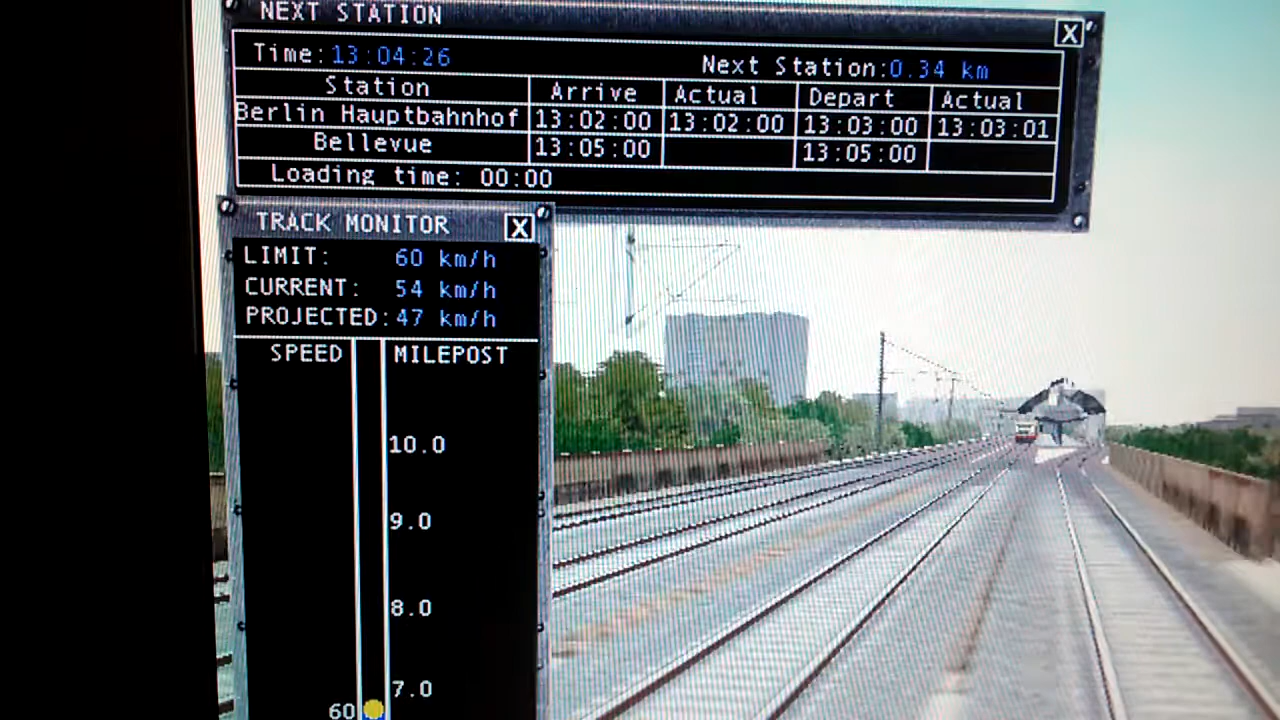 NEXT STATION X
Time:13:04:26 Next Station:0.34 km
Station Arrive Actual Depart Actual
Berlin Hauptbahnhof 13:02:00 13:02:00 13:03:00 13:03:01
Bellevue 13:05:00 13:05:00
Loading time: 00:00
TRACK MONITOR X
LIMIT: 60 km/h
CURRENT: 54 km/h
PROJECTED: 47 km/h
SPEED MILEPOST
10.0
9.0
8.0
7.0
60